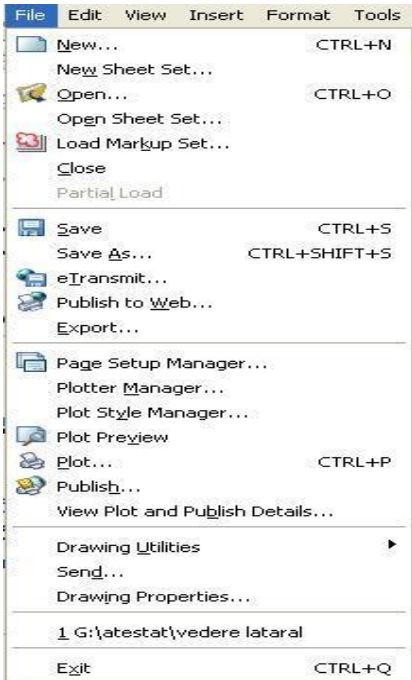 File Edit View Insert Format Tools
New... CTRL+N
New Sheet Set...
Open... CTRL+O
Open Sheet Set...
Load Markup Set...
Close
Partial Load
Save CTRL+S
Save As... CTRL+SHIFT+S
eTransmit...
Publish to Web...
Export...
Page Setup Manager...
Plotter Manager...
Plot Style Manager...
Plot Preview
Plot... CTRL+P
Publish...
View Plot and Publish Details...
Drawing Utilities
Send...
Drawing Properties...
1 G:\atestat\vedere lataral
Exit CTRL+Q